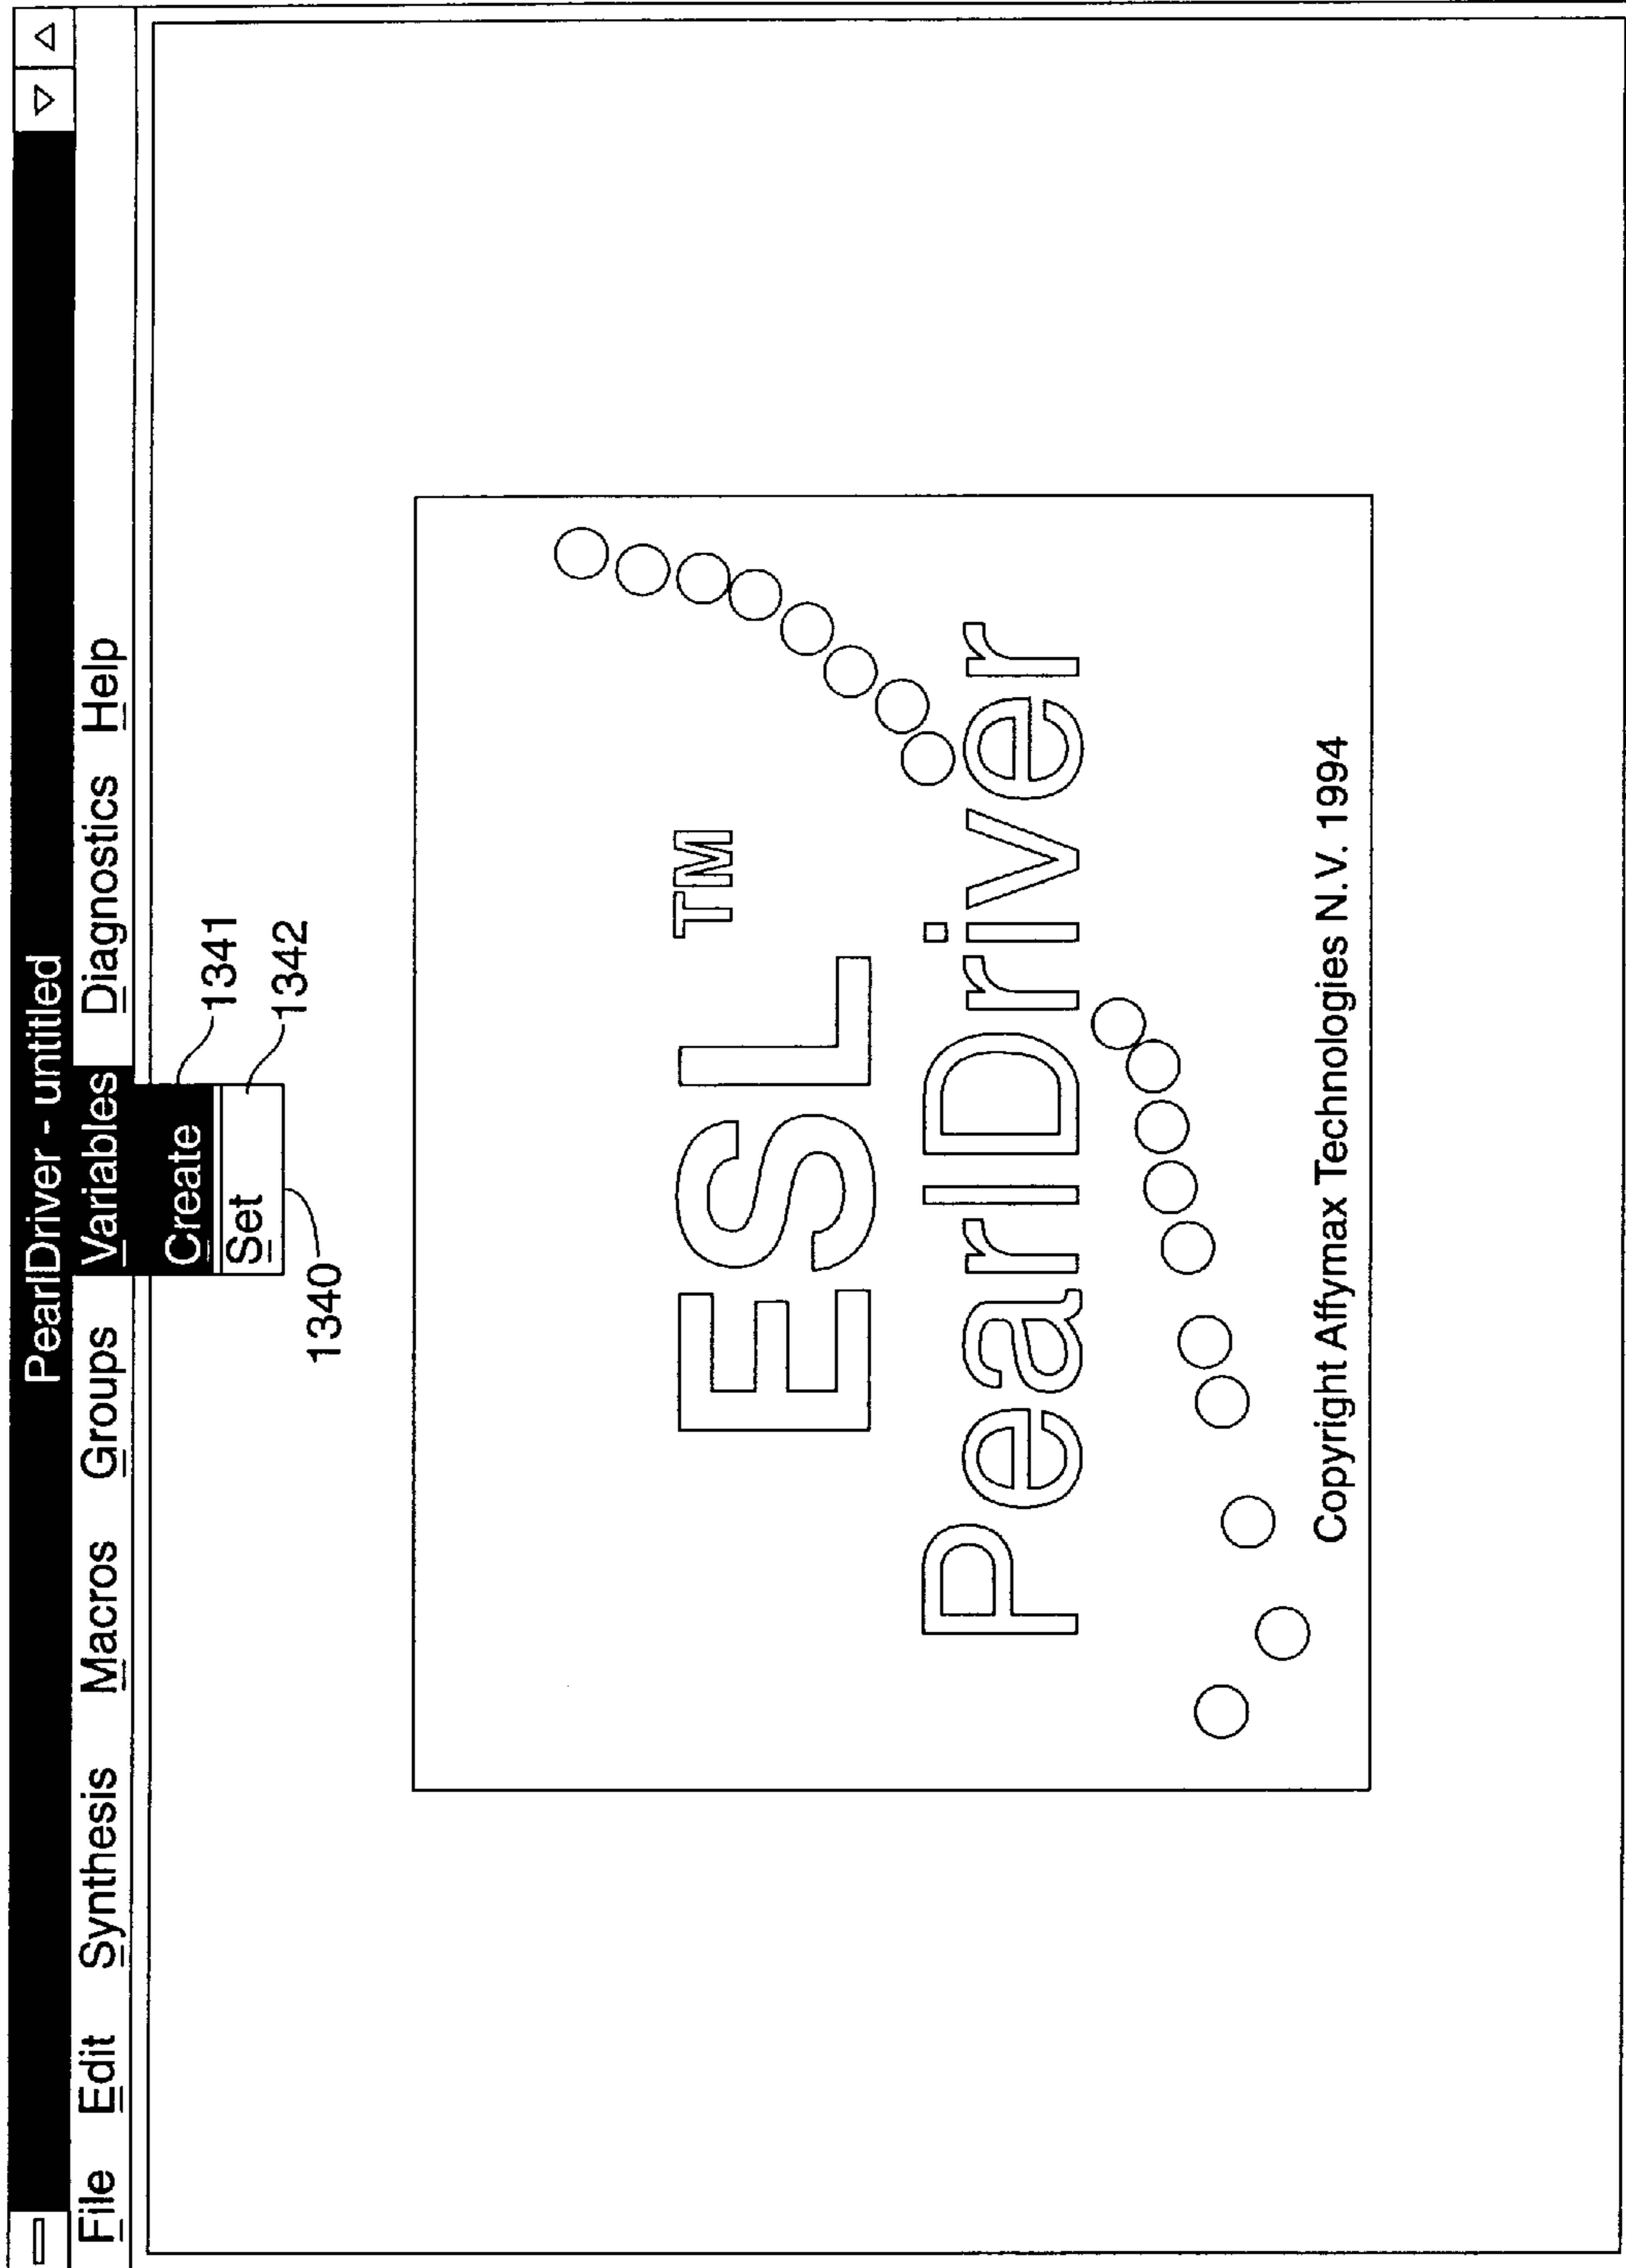 PearlDriver - untitled
File Edit Synthesis Macros Groups Variables Diagnostics Help
Create 1341
Set 1342
1340
ESL™
PearlDriver
Copyright Affymax Technologies N.V. 1994